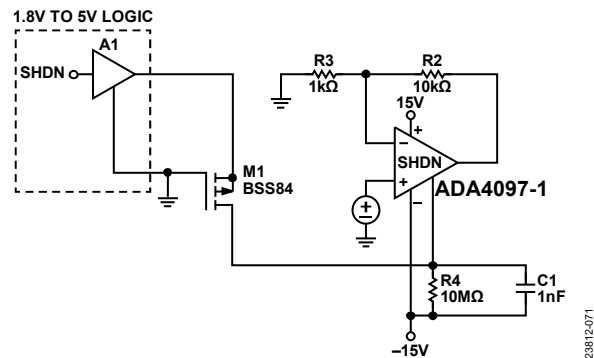 1.8V TO 5V LOGIC
A1
SHDN
R3
1kΩ
R2
10kΩ
15V
+
−
SHDN
+
−
ADA4097-1
M1
BSS84
+
−
R4
10MΩ
C1
1nF
−15V
23812-071